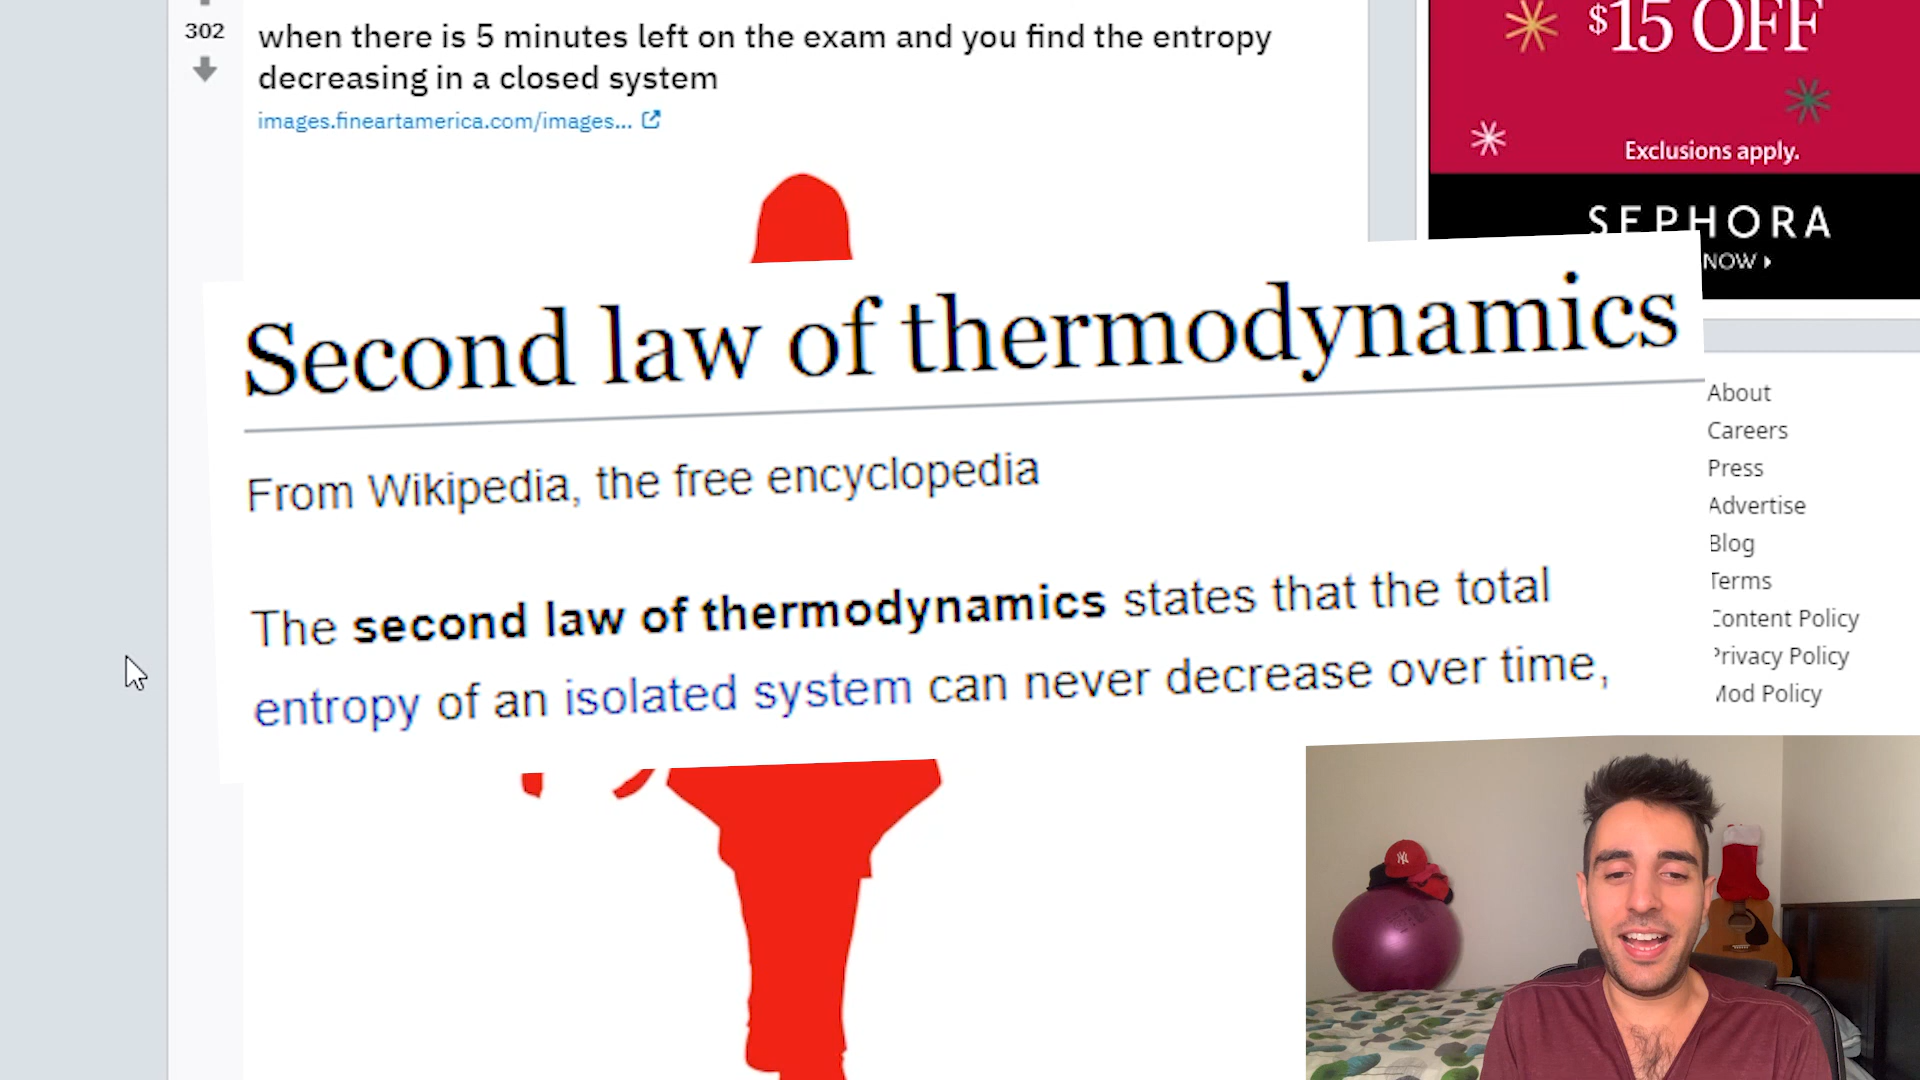 302
when there is 5 minutes left on the exam and you find the entropy
decreasing in a closed system
images.fineartamerica.com/images...
$15 OFF
Exclusions apply.
SEPHORA
NOW
Second law of thermodynamics
From Wikipedia, the free encyclopedia
The second law of thermodynamics states that the total
entropy of an isolated system can never decrease over time,
About
Careers
Press
Advertise
Blog
Terms
Content Policy
Privacy Policy
Mod Policy